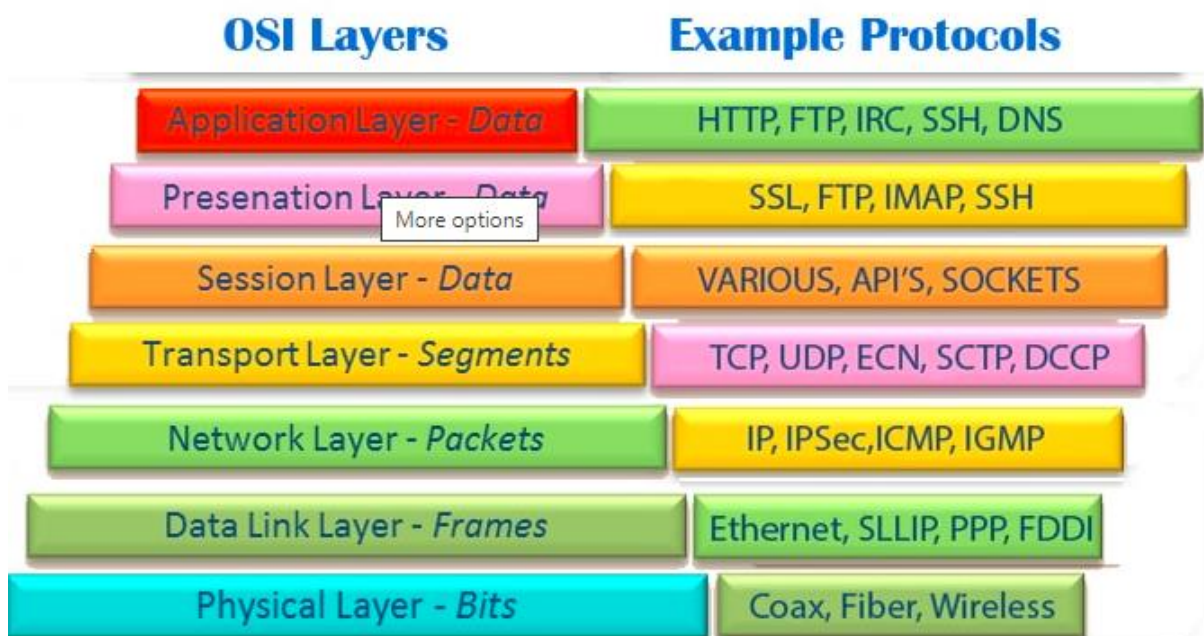 OSI Layers Example Protocols
Application Layer - Data HTTP, FTP, IRC, SSH, DNS
Presenation Layer - Data SSL, FTP, IMAP, SSH
More options
Session Layer - Data VARIOUS, API'S, SOCKETS
Transport Layer - Segments TCP, UDP, ECN, SCTP, DCCP
Network Layer - Packets IP, IPSec,ICMP, IGMP
Data Link Layer - Frames Ethernet, SLLIP, PPP, FDDI
Physical Layer - Bits Coax, Fiber, Wireless